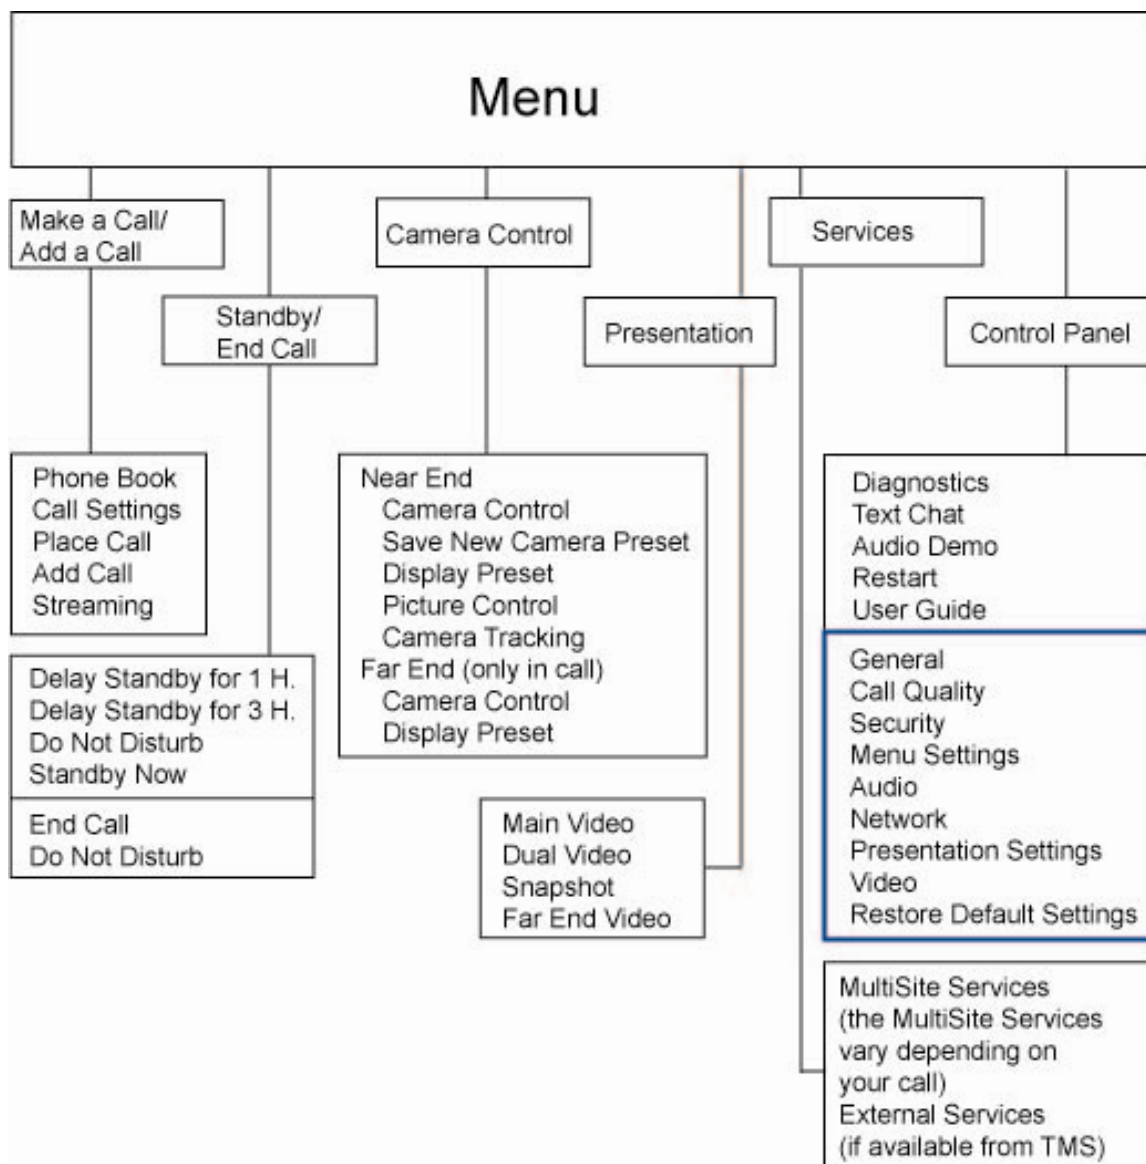 Menu
Make a Call/
Add a Call
Camera Control
Services
Standby/
End Call
Presentation
Control Panel
Phone Book
Call Settings
Place Call
Add Call
Streaming
Delay Standby for 1 H.
Delay Standby for 3 H.
Do Not Disturb
Standby Now
End Call
Do Not Disturb
Near End
Camera Control
Save New Camera Preset
Display Preset
Picture Control
Camera Tracking
Far End (only in call)
Camera Control
Display Preset
Main Video
Dual Video
Snapshot
Far End Video
Diagnostics
Text Chat
Audio Demo
Restart
User Guide
General
Call Quality
Security
Menu Settings
Audio
Network
Presentation Settings
Video
Restore Default Settings
MultiSite Services
(the MultiSite Services
vary depending on
your call)
External Services
(if available from TMS)